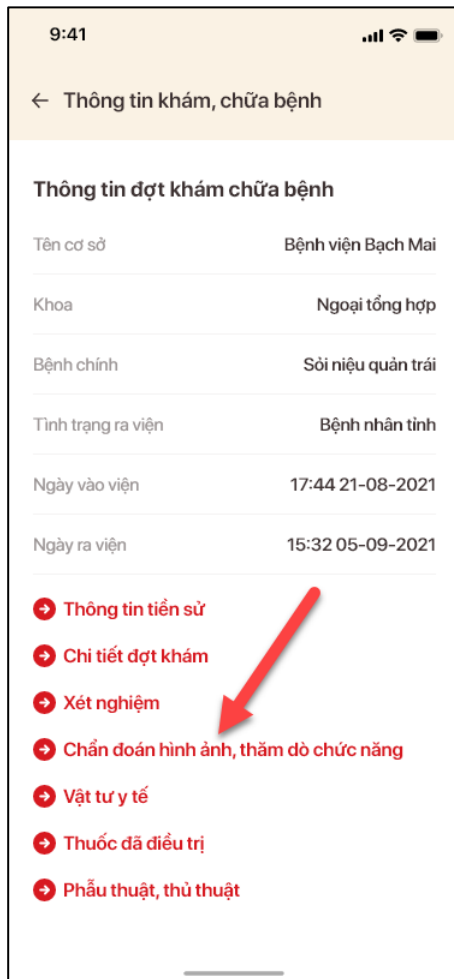 9:41
Thông tin khám, chữa bệnh
Thông tin đợt khám chữa bệnh
Tên cơ sở Bệnh viện Bạch Mai
Khoa Ngoại tổng hợp
Bệnh chính Sỏi niệu quản trái
Tình trạng ra viện Bệnh nhân tỉnh
Ngày vào viện 17:44 21-08-2021
Ngày ra viện 15:32 05-09-2021
Thông tin tiền sử
Chi tiết đợt khám
Xét nghiệm
Chẩn đoán hình ảnh, thăm dò chức năng
Vật tư y tế
Thuốc đã điều trị
Phẫu thuật, thủ thuật